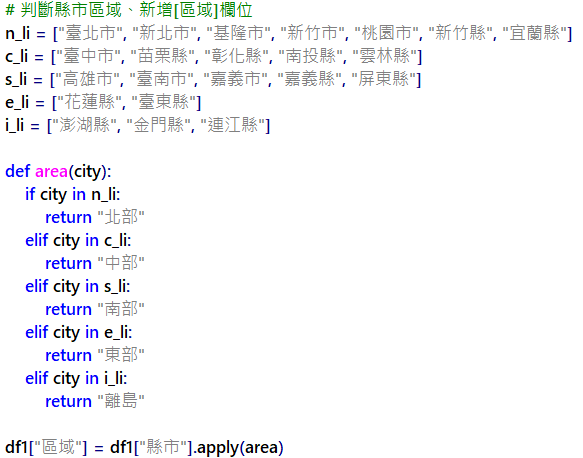 # 判斷縣市區域、新增[區域]欄位
n_li = ["臺北市", "新北市", "基隆市", "新竹市", "桃園市", "新竹縣", "宜蘭縣"]
c_li = ["臺中市", "苗栗縣", "彰化縣", "南投縣", "雲林縣"]
s_li = ["高雄市", "臺南市", "嘉義市", "嘉義縣", "屏東縣"]
e_li = ["花蓮縣", "臺東縣"]
i_li = ["澎湖縣", "金門縣", "連江縣"]
def area(city):
    if city in n_li:
        return "北部"
    elif city in c_li:
        return "中部"
    elif city in s_li:
        return "南部"
    elif city in e_li:
        return "東部"
    elif city in i_li:
        return "離島"
df1["區域"] = df1["縣市"].apply(area)